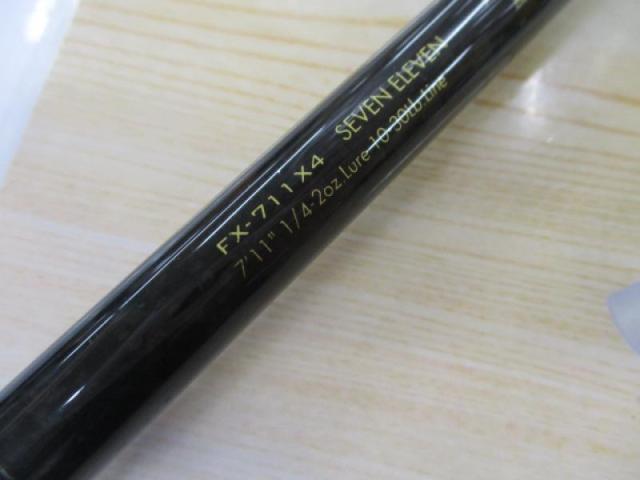 FX-711X4 SEVEN ELEVEN
7'11" 1/4-2oz.Lure 10-30Lb.Line